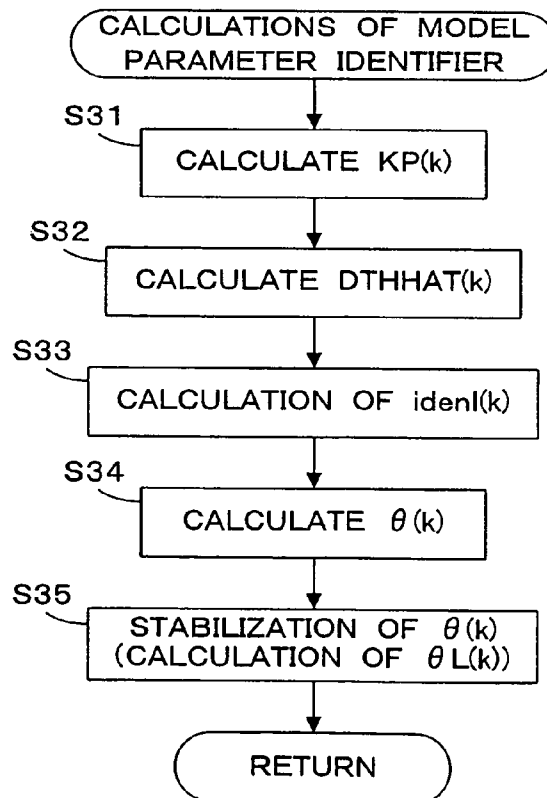 CALCULATIONS OF MODEL
PARAMETER IDENTIFIER
S31
CALCULATE KP(k)
S32
CALCULATE DTHHAT(k)
S33
CALCULATION OF idenl(k)
S34
CALCULATE θ(k)
S35
STABILIZATION OF θ(k)
(CALCULATION OF θL(k))
RETURN